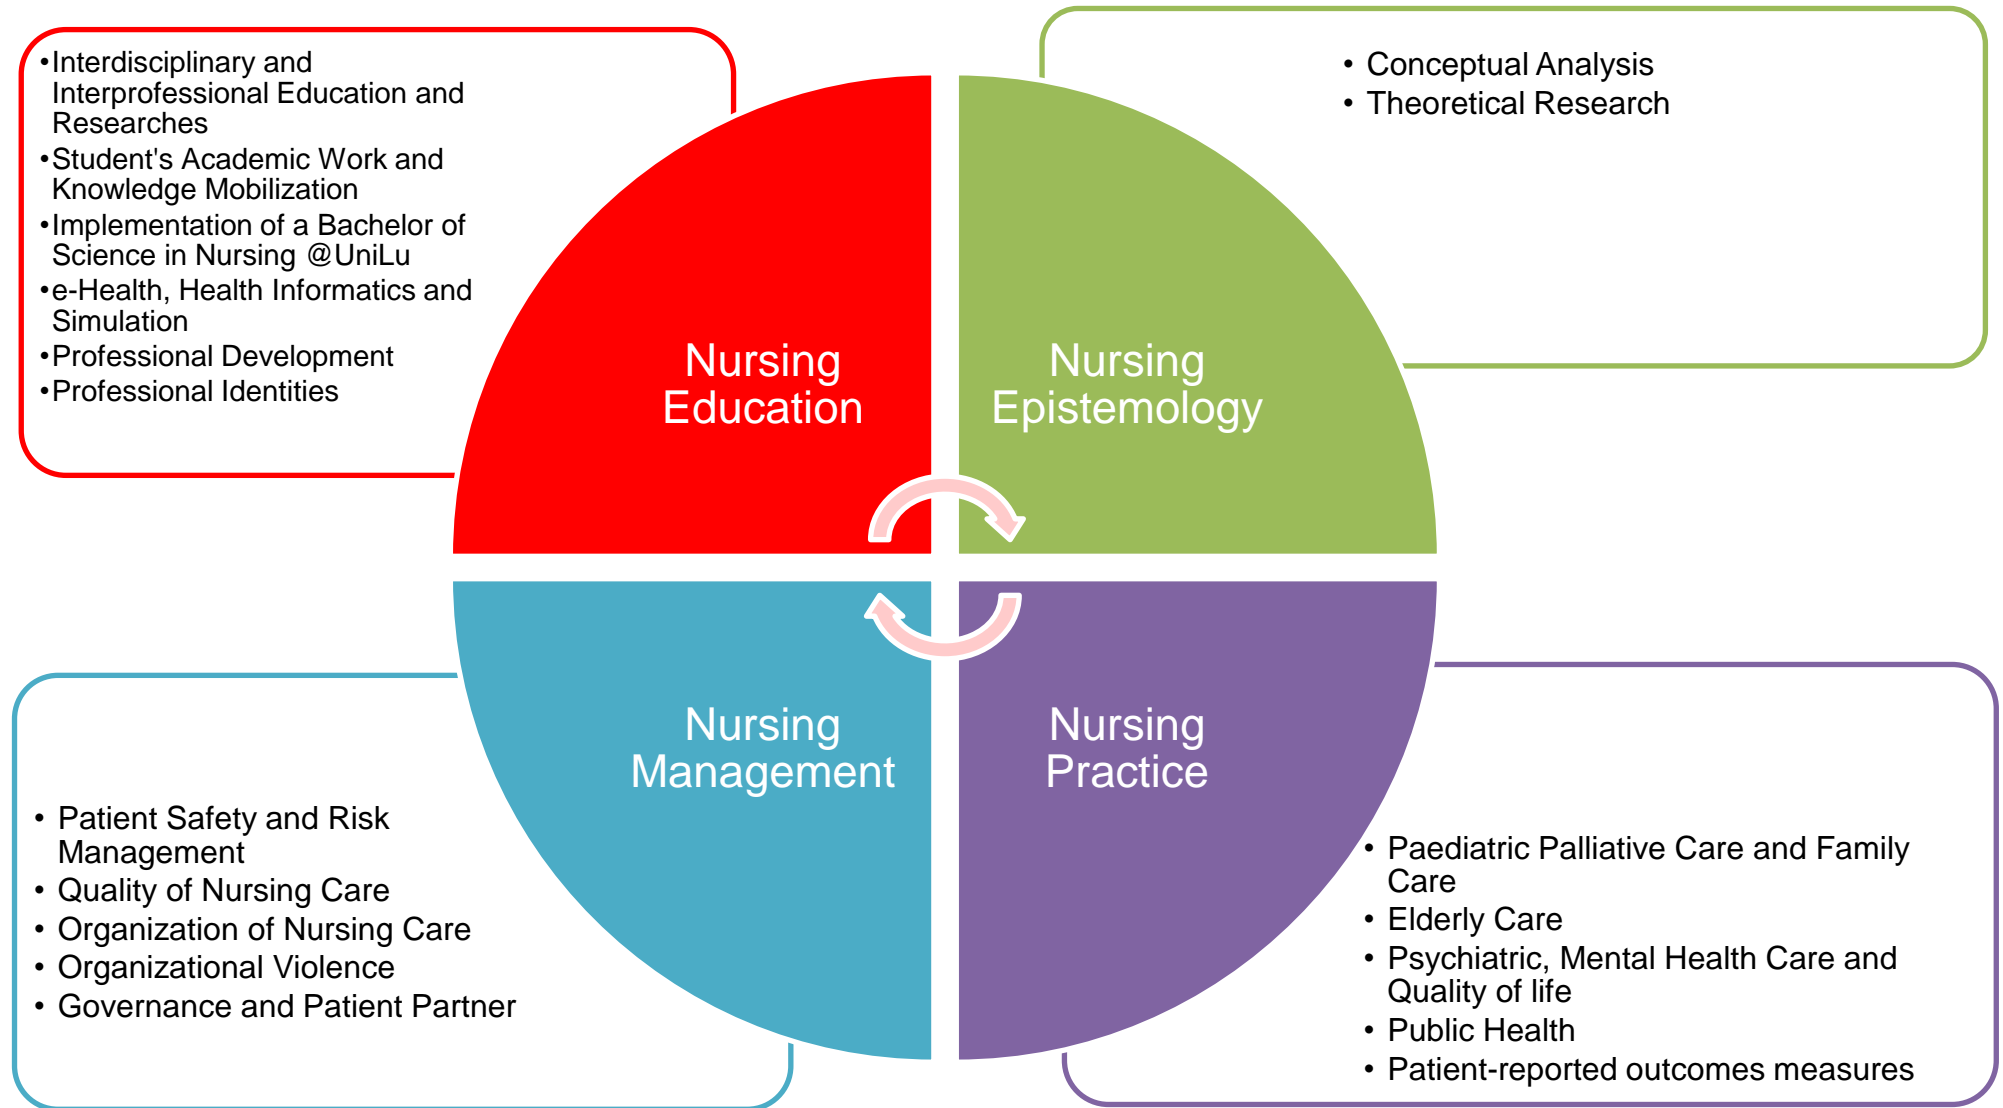 •Interdisciplinary and
Interprofessional Education and
Researches
•Student's Academic Work and
Knowledge Mobilization
•Implementation of a Bachelor of
Science in Nursing @UniLu
•e-Health, Health Informatics and
Simulation
•Professional Development
•Professional Identities
• Conceptual Analysis
• Theoretical Research
Nursing
Education
Nursing
Epistemology
Nursing
Management
Nursing
Practice
• Patient Safety and Risk
Management
• Quality of Nursing Care
• Organization of Nursing Care
• Organizational Violence
• Governance and Patient Partner
• Paediatric Palliative Care and Family
Care
• Elderly Care
• Psychiatric, Mental Health Care and
Quality of life
• Public Health
• Patient-reported outcomes measures